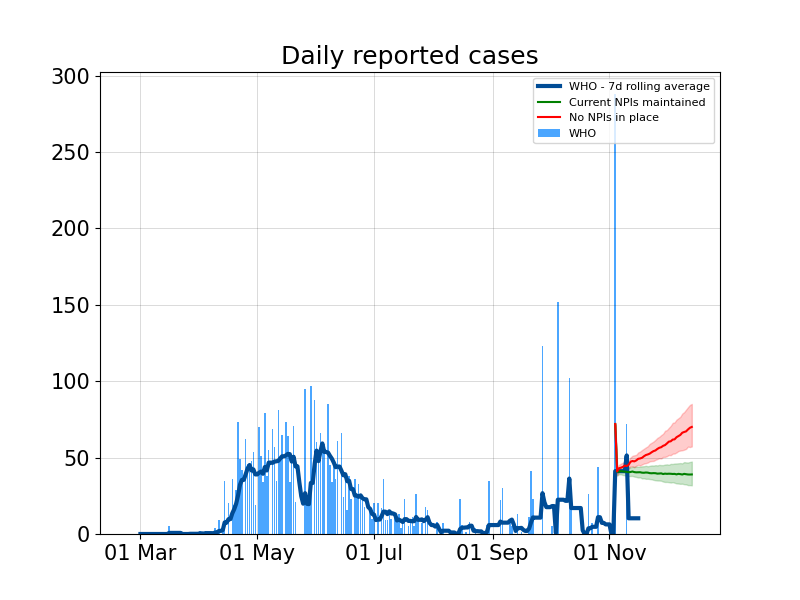 Daily reported cases
300
250
200
150
100
50
0
WHO - 7d rolling average
Current NPIs maintained
No NPIs in place
WHO
01 Mar
01 May
01 Jul
01 Sep
01 Nov